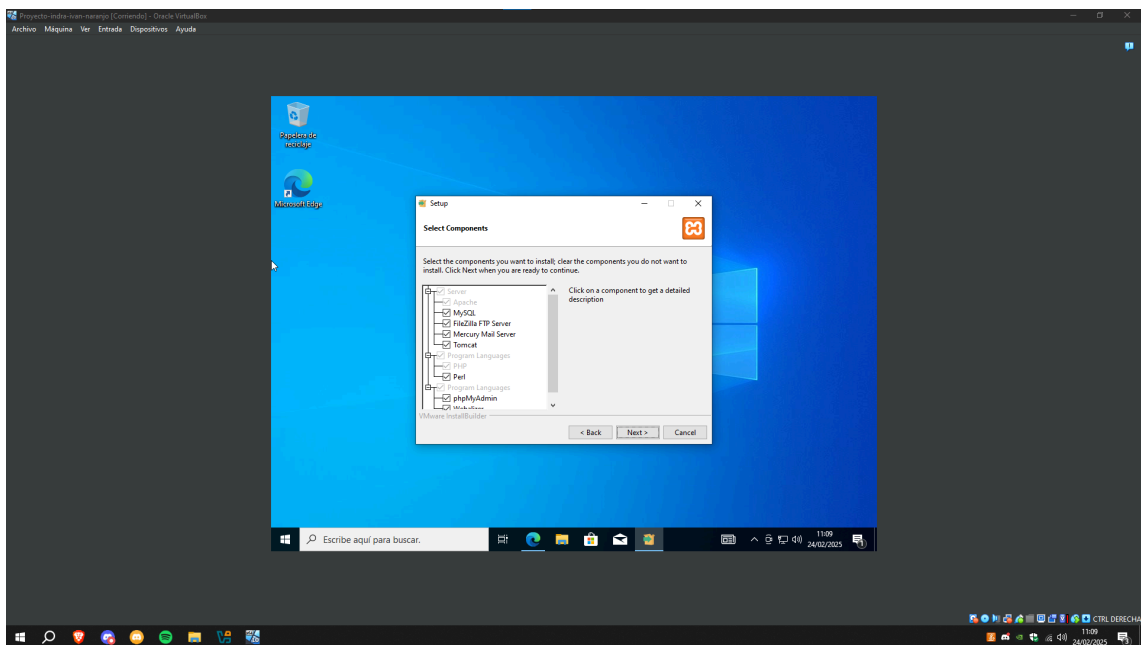 Proyecto-indra-ivan-naranjo [Corriendo] - Oracle VirtualBox
Archivo Máquina Ver Entrada Dispositivos Ayuda
Papelera de
reciclaje
Microsoft Edge
Setup
Select Components
Select the components you want to install; clear the components you do not want to
install. Click Next when you are ready to continue.
Server
Apache
MySQL
FileZilla FTP Server
Mercury Mail Server
Tomcat
Program Languages
PHP
Perl
Program Languages
phpMyAdmin
Webalizer
Click on a component to get a detailed
description
VMware InstallBuilder
< Back Next > Cancel
Escribe aquí para buscar.
11:09
24/02/2025
1
CTRL DERECHA
11:09
24/02/2025
3